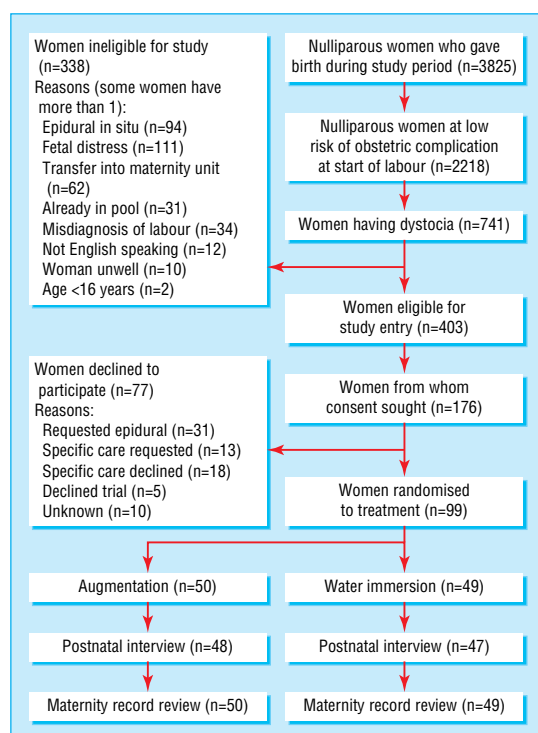 Women ineligible for study
(n=338)
Reasons (some women have
more than 1):
Epidural in situ (n=94)
Fetal distress (n=111)
Transfer into maternity unit
(n=62)
Already in pool (n=31)
Misdiagnosis of labour (n=34)
Not English speaking (n=12)
Woman unwell (n=10)
Age <16 years (n=2)
Nulliparous women who gave
birth during study period (n=3825)
Nulliparous women at low
risk of obstetric complication
at start of labour (n=2218)
Women having dystocia (n=741)
Women eligible for
study entry (n=403)
Women declined to
participate (n=77)
Reasons:
Requested epidural (n=31)
Specific care requested (n=13)
Specific care declined (n=18)
Declined trial (n=5)
Unknown (n=10)
Women from whom
consent sought (n=176)
Women randomised
to treatment (n=99)
Augmentation (n=50)
Water immersion (n=49)
Postnatal interview (n=48)
Postnatal interview (n=47)
Maternity record review (n=50)
Maternity record review (n=49)